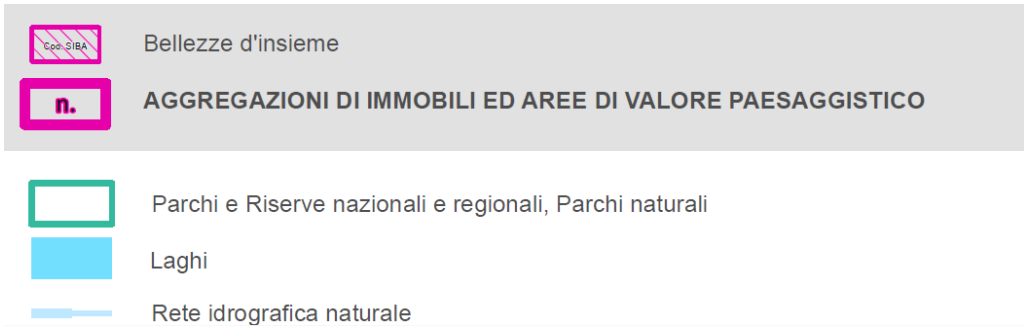 Cod. SIBA
Bellezze d'insieme
n.
AGGREGAZIONI DI IMMOBILI ED AREE DI VALORE PAESAGGISTICO
Parchi e Riserve nazionali e regionali, Parchi naturali
Laghi
Rete idrografica naturale